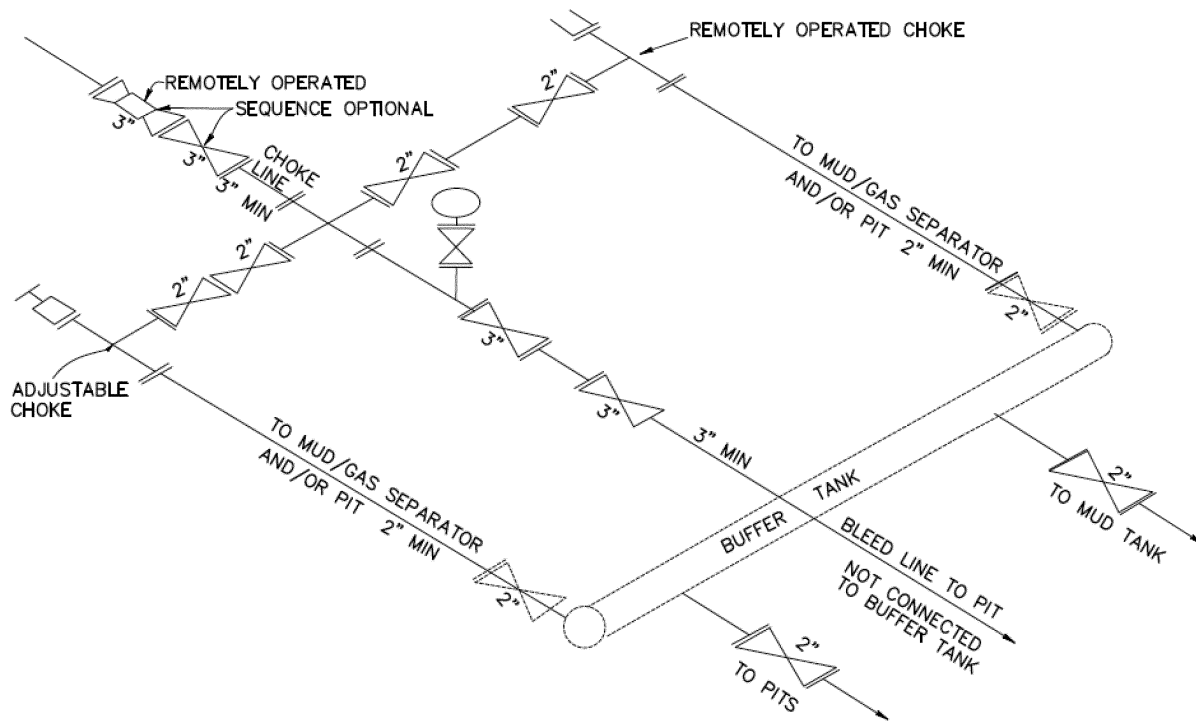 REMOTELY OPERATED CHOKE
REMOTELY OPERATED
SEQUENCE OPTIONAL
3"
3"
CHOKE
LINE
3" MIN
2"
2"
2"
2"
ADJUSTABLE
CHOKE
TO MUD/GAS SEPARATOR
AND/OR PIT 2" MIN
2"
3"
3"
3" MIN
TO MUD/GAS SEPARATOR
AND/OR PIT 2" MIN
2"
BUFFER TANK
2"
TO MUD TANK
BLEED LINE TO PIT
NOT CONNECTED
TO BUFFER TANK
2"
TO PITS